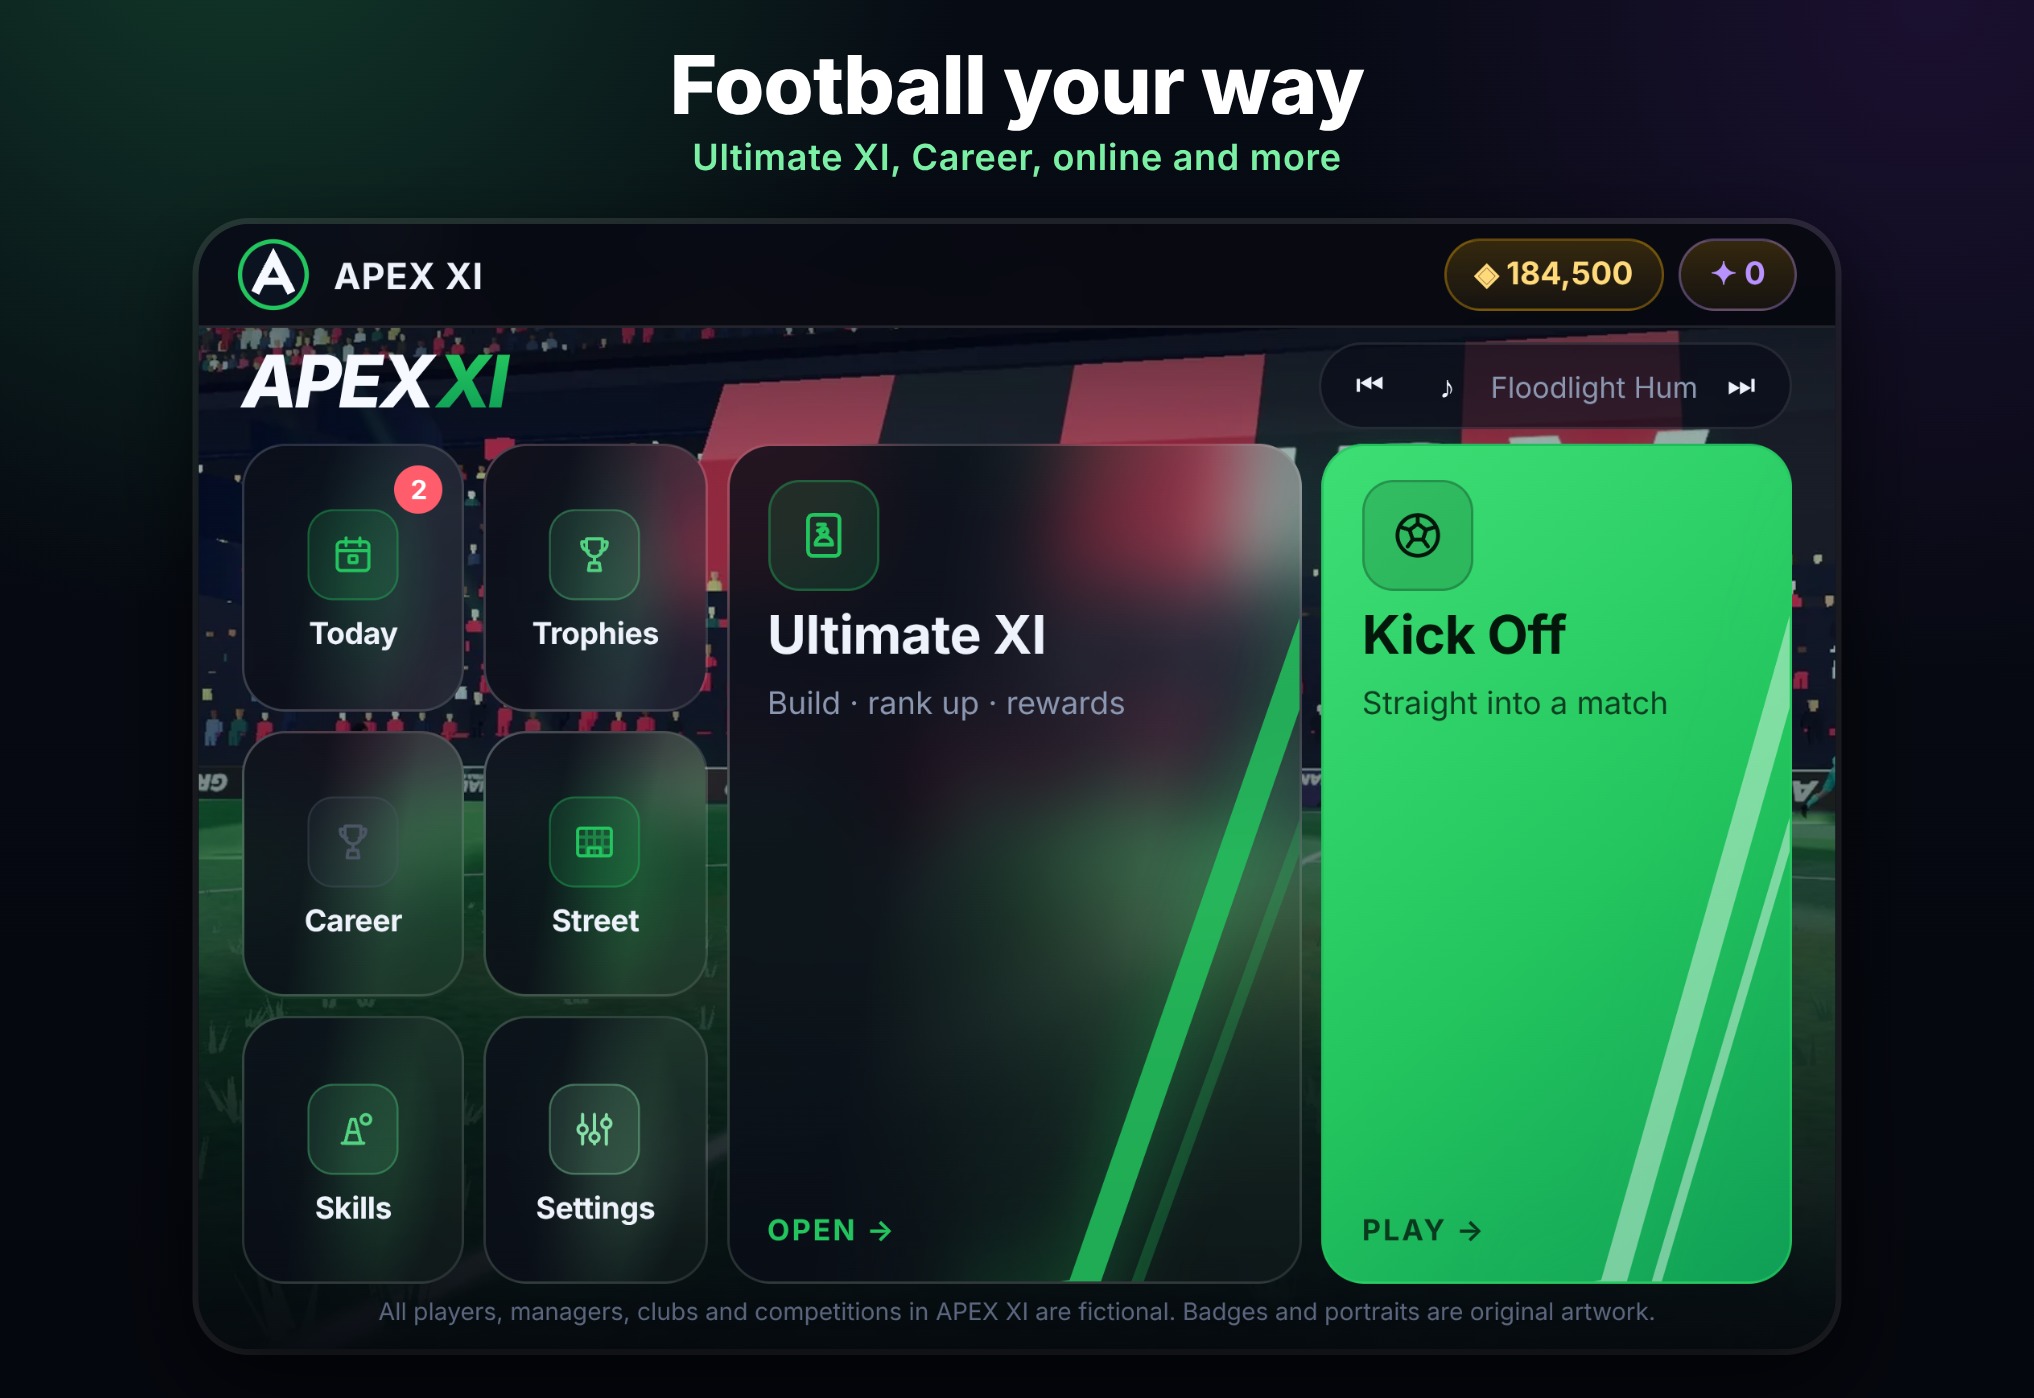 Football your way
Ultimate XI, Career, online and more
APEX XI
184,500
0
APEX XI
Floodlight Hum
2
Today
Trophies
Ultimate XI
Build · rank up · rewards
Kick Off
Straight into a match
Career
Street
Skills
Settings
OPEN →
PLAY →
All players, managers, clubs and competitions in APEX XI are fictional. Badges and portraits are original artwork.